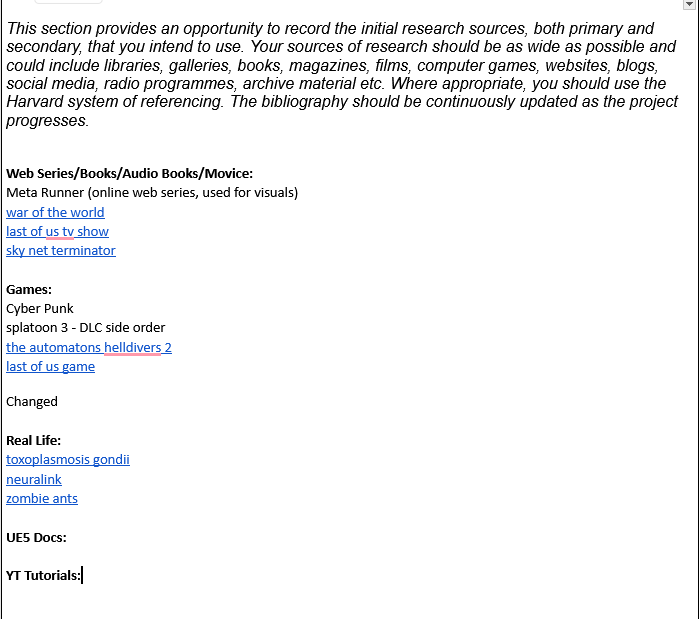 This section provides an opportunity to record the initial research sources, both primary and
secondary, that you intend to use. Your sources of research should be as wide as possible and
could include libraries, galleries, books, magazines, films, computer games, websites, blogs,
social media, radio programmes, archive material etc. Where appropriate, you should use the
Harvard system of referencing. The bibliography should be continuously updated as the project
progresses.
Web Series/Books/Audio Books/Movice:
Meta Runner (online web series, used for visuals)
war of the world
last of us tv show
sky net terminator
Games:
Cyber Punk
splatoon 3 - DLC side order
the automatons helldivers 2
last of us game
Changed
Real Life:
toxoplasmosis gondii
neuralink
zombie ants
UE5 Docs:
YT Tutorials: